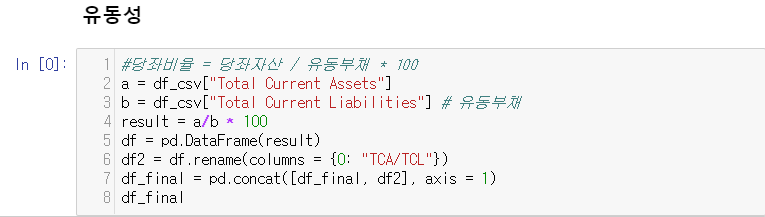 유동성
In [0]:
1 #당좌비율 = 당좌자산 / 유동부채 * 100
2 a = df_csv["Total Current Assets"]
3 b = df_csv["Total Current Liabilities"] # 유동부채
4 result = a/b * 100
5 df = pd.DataFrame(result)
6 df2 = df.rename(columns = {0: "TCA/TCL"})
7 df_final = pd.concat([df_final, df2], axis = 1)
8 df_final